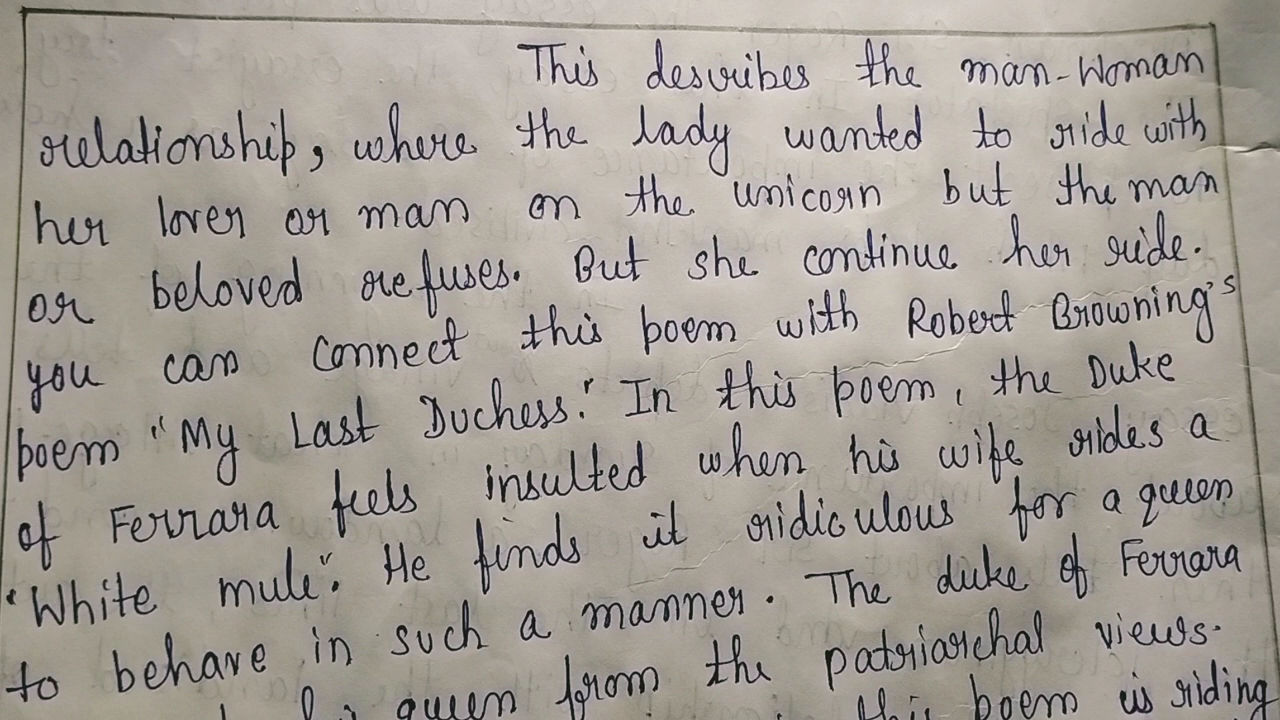 This describes the man-Woman
relationship, where the lady wanted to ride with
her lover or man on the unicorn but the man
or beloved refuses. But she continue her ride.
you can connect this poem with Robert Browning's
poem "My Last Duchess." In this poem, the Duke
of Ferrara feels insulted when his wife rides a
"White mule". He finds it ridiculous for a queen
to behave in such a manner. The duke of Ferrara
queen from the patriarchal views.
this poem is riding